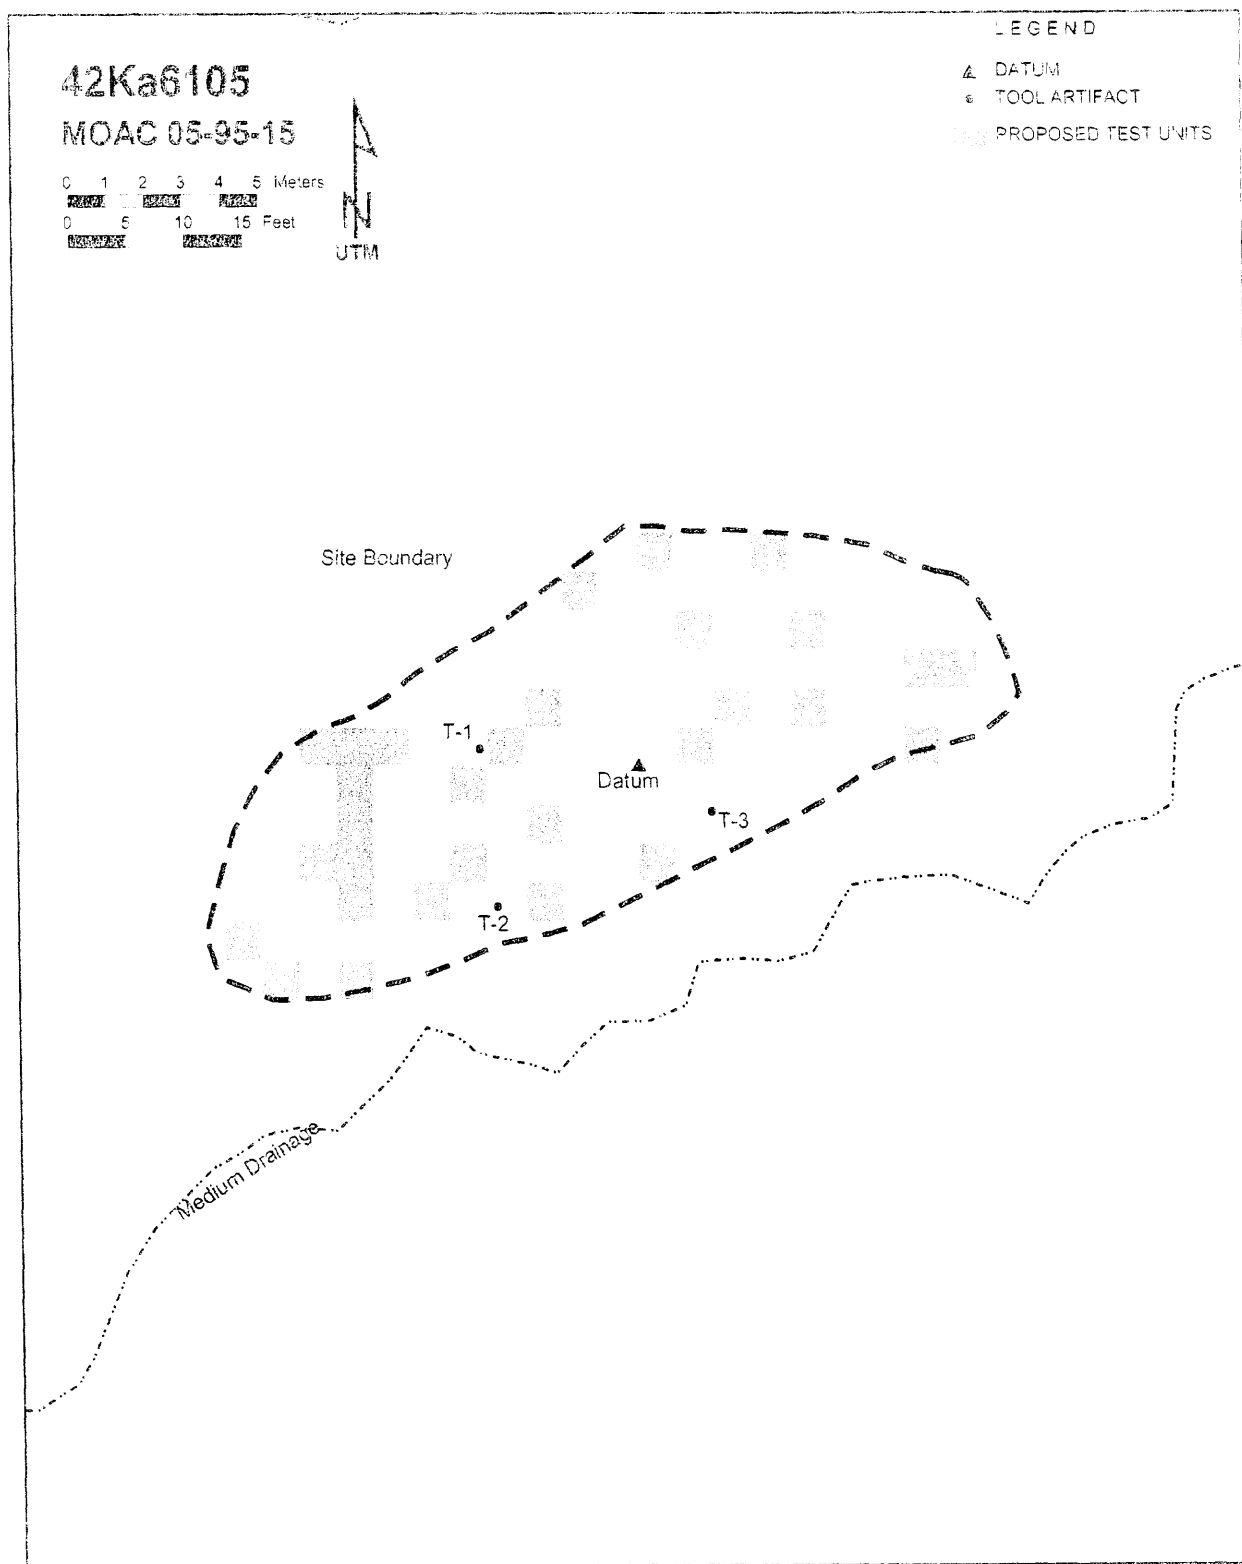 LEGEND
42Ka6105
DATUM
TOOL ARTIFACT
MOAC 05-95-15
PROPOSED TEST UNITS
0 1 2 3 4 5 Meters
0 5 10 15 Feet
N
UTM
Site Boundary
T-1
Datum
T-3
T-2
Medium Drainage